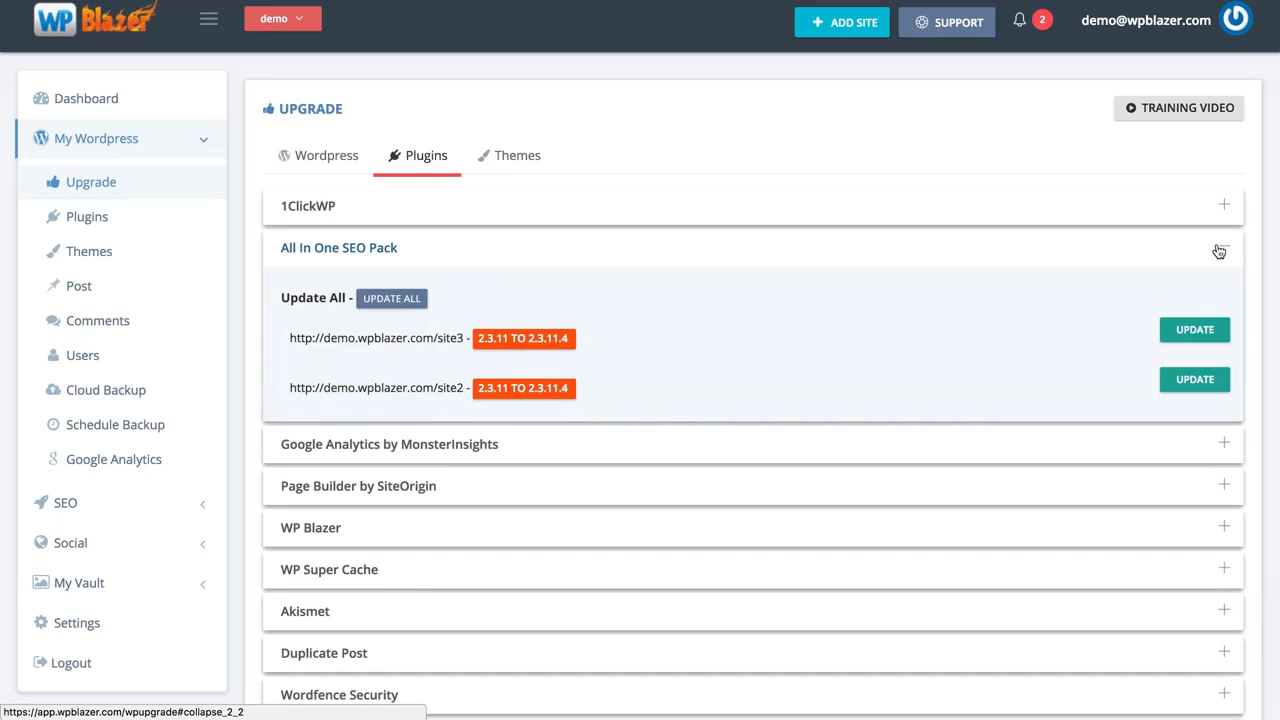 WP Blazer
demo
+ ADD SITE
SUPPORT
2
demo@wpblazer.com
Dashboard
My Wordpress
Upgrade
Plugins
Themes
Post
Comments
Users
Cloud Backup
Schedule Backup
Google Analytics
SEO
Social
My Vault
Settings
Logout
UPGRADE
TRAINING VIDEO
Wordpress
Plugins
Themes
1ClickWP
All In One SEO Pack
Update All - UPDATE ALL
http://demo.wpblazer.com/site3 - 2.3.11 TO 2.3.11.4
UPDATE
http://demo.wpblazer.com/site2 - 2.3.11 TO 2.3.11.4
UPDATE
Google Analytics by MonsterInsights
Page Builder by SiteOrigin
WP Blazer
WP Super Cache
Akismet
Duplicate Post
Wordfence Security
https://app.wpblazer.com/wpupgrade#collapse_2_2